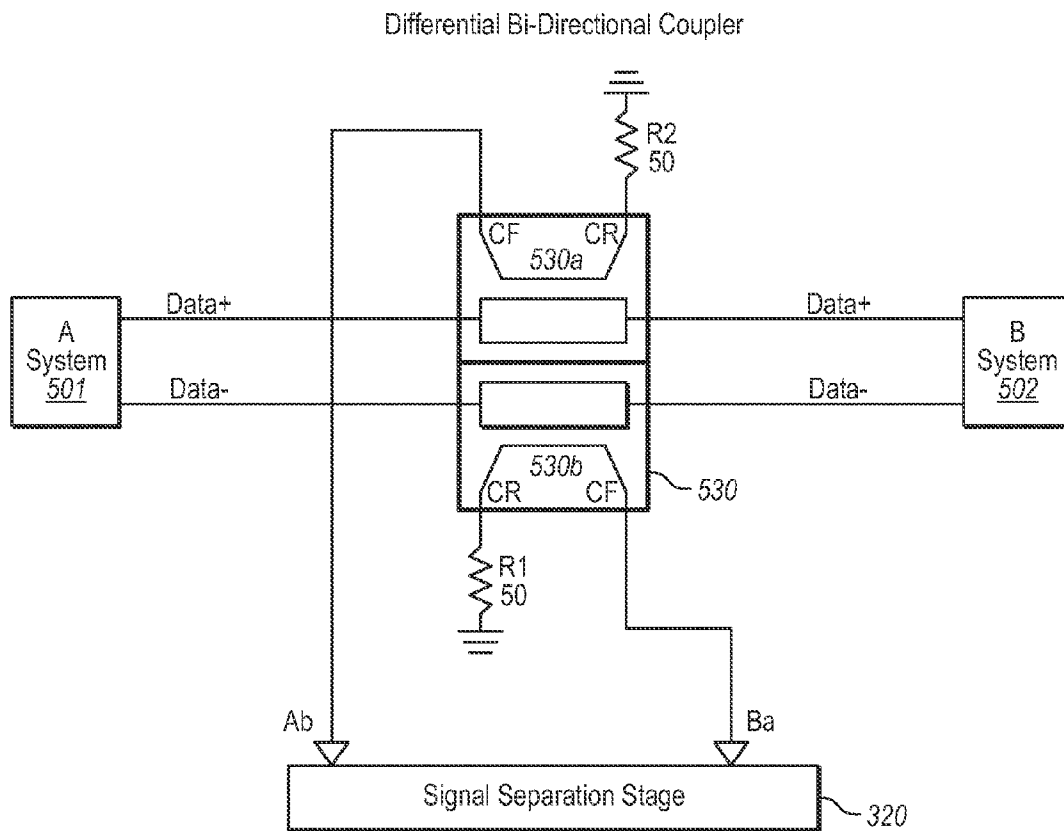 Differential Bi-Directional Coupler
R2
50
CF CR
530a
Data+ Data+
A
System
501
B
System
502
Data- Data-
530b
CR CF
530
R1
50
Ab Ba
Signal Separation Stage
320